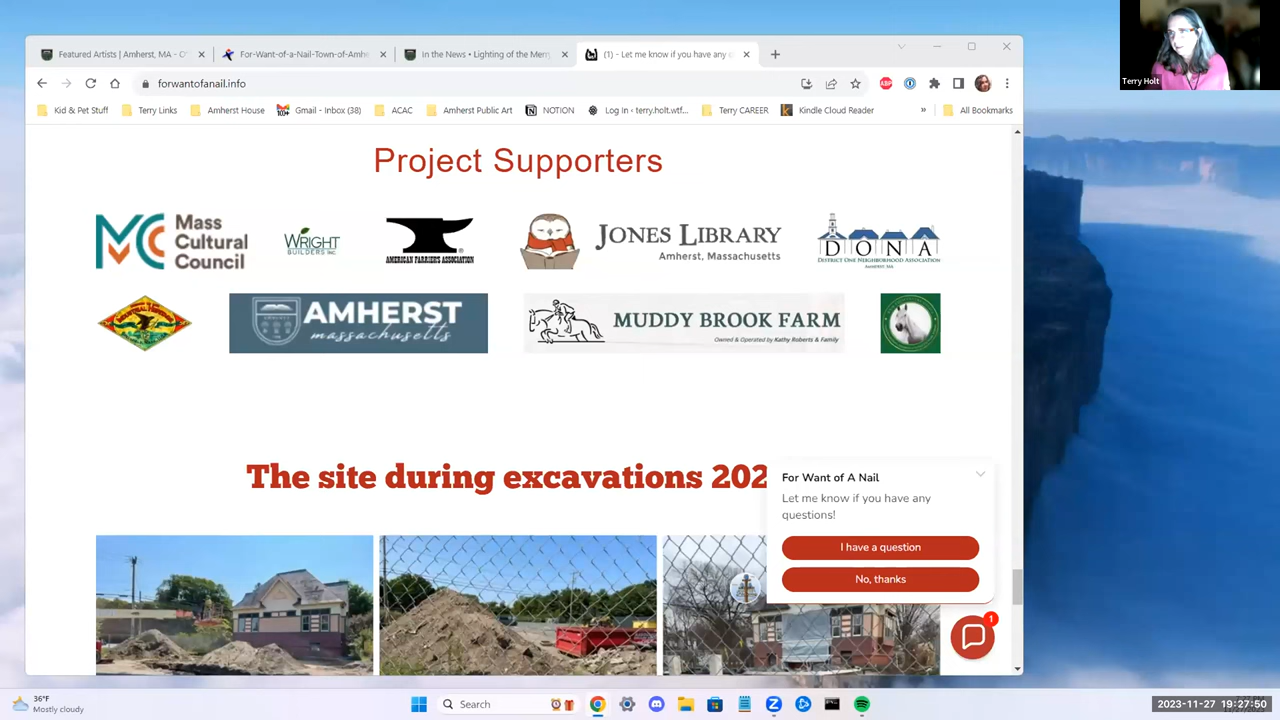 Featured Artists | Amherst, MA - O
For-Want-of-a-Nail-Town-of-Amhe
In the News • Lighting of the Merry
(1) - Let me know if you have any q
forwantofanail.info
Kid & Pet Stuff
Terry Links
Amherst House
Gmail - Inbox (38)
ACAC
Amherst Public Art
NOTION
Log In ‹ terry.holt.wtf...
Terry CAREER
Kindle Cloud Reader
»
All Bookmarks
Terry Holt
Project Supporters
Mass
Cultural
Council
WRIGHT
BUILDERS INC.
AMERICAN FARRIER'S ASSOCIATION
JONES LIBRARY
Amherst, Massachusetts
DONA
DISTRICT ONE NEIGHBORHOOD ASSOCIATION
AMHERST, MA
AMHERST
massachusetts
MUDDY BROOK FARM
Owned & Operated by Kathy Roberts & Family
The site during excavations 202
For Want of A Nail
Let me know if you have any
questions!
I have a question
No, thanks
1
36°F
Mostly cloudy
Search
2023-11-27 19:27:50